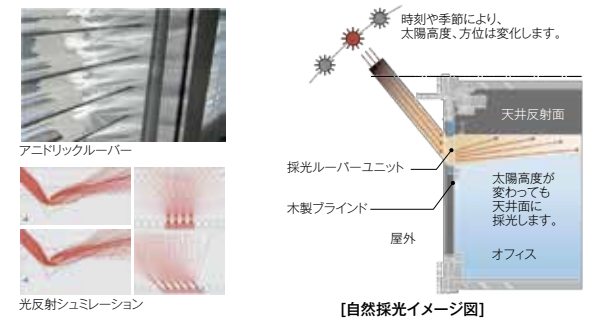 アニドリックルーバー
光反射シュミレーション
時刻や季節により、
太陽高度、方位は変化します。
天井反射面
採光ルーバーユニット
木製ブラインド
屋外
太陽高度が
変わっても
天井面に
採光します。
オフィス
[自然採光イメージ図]